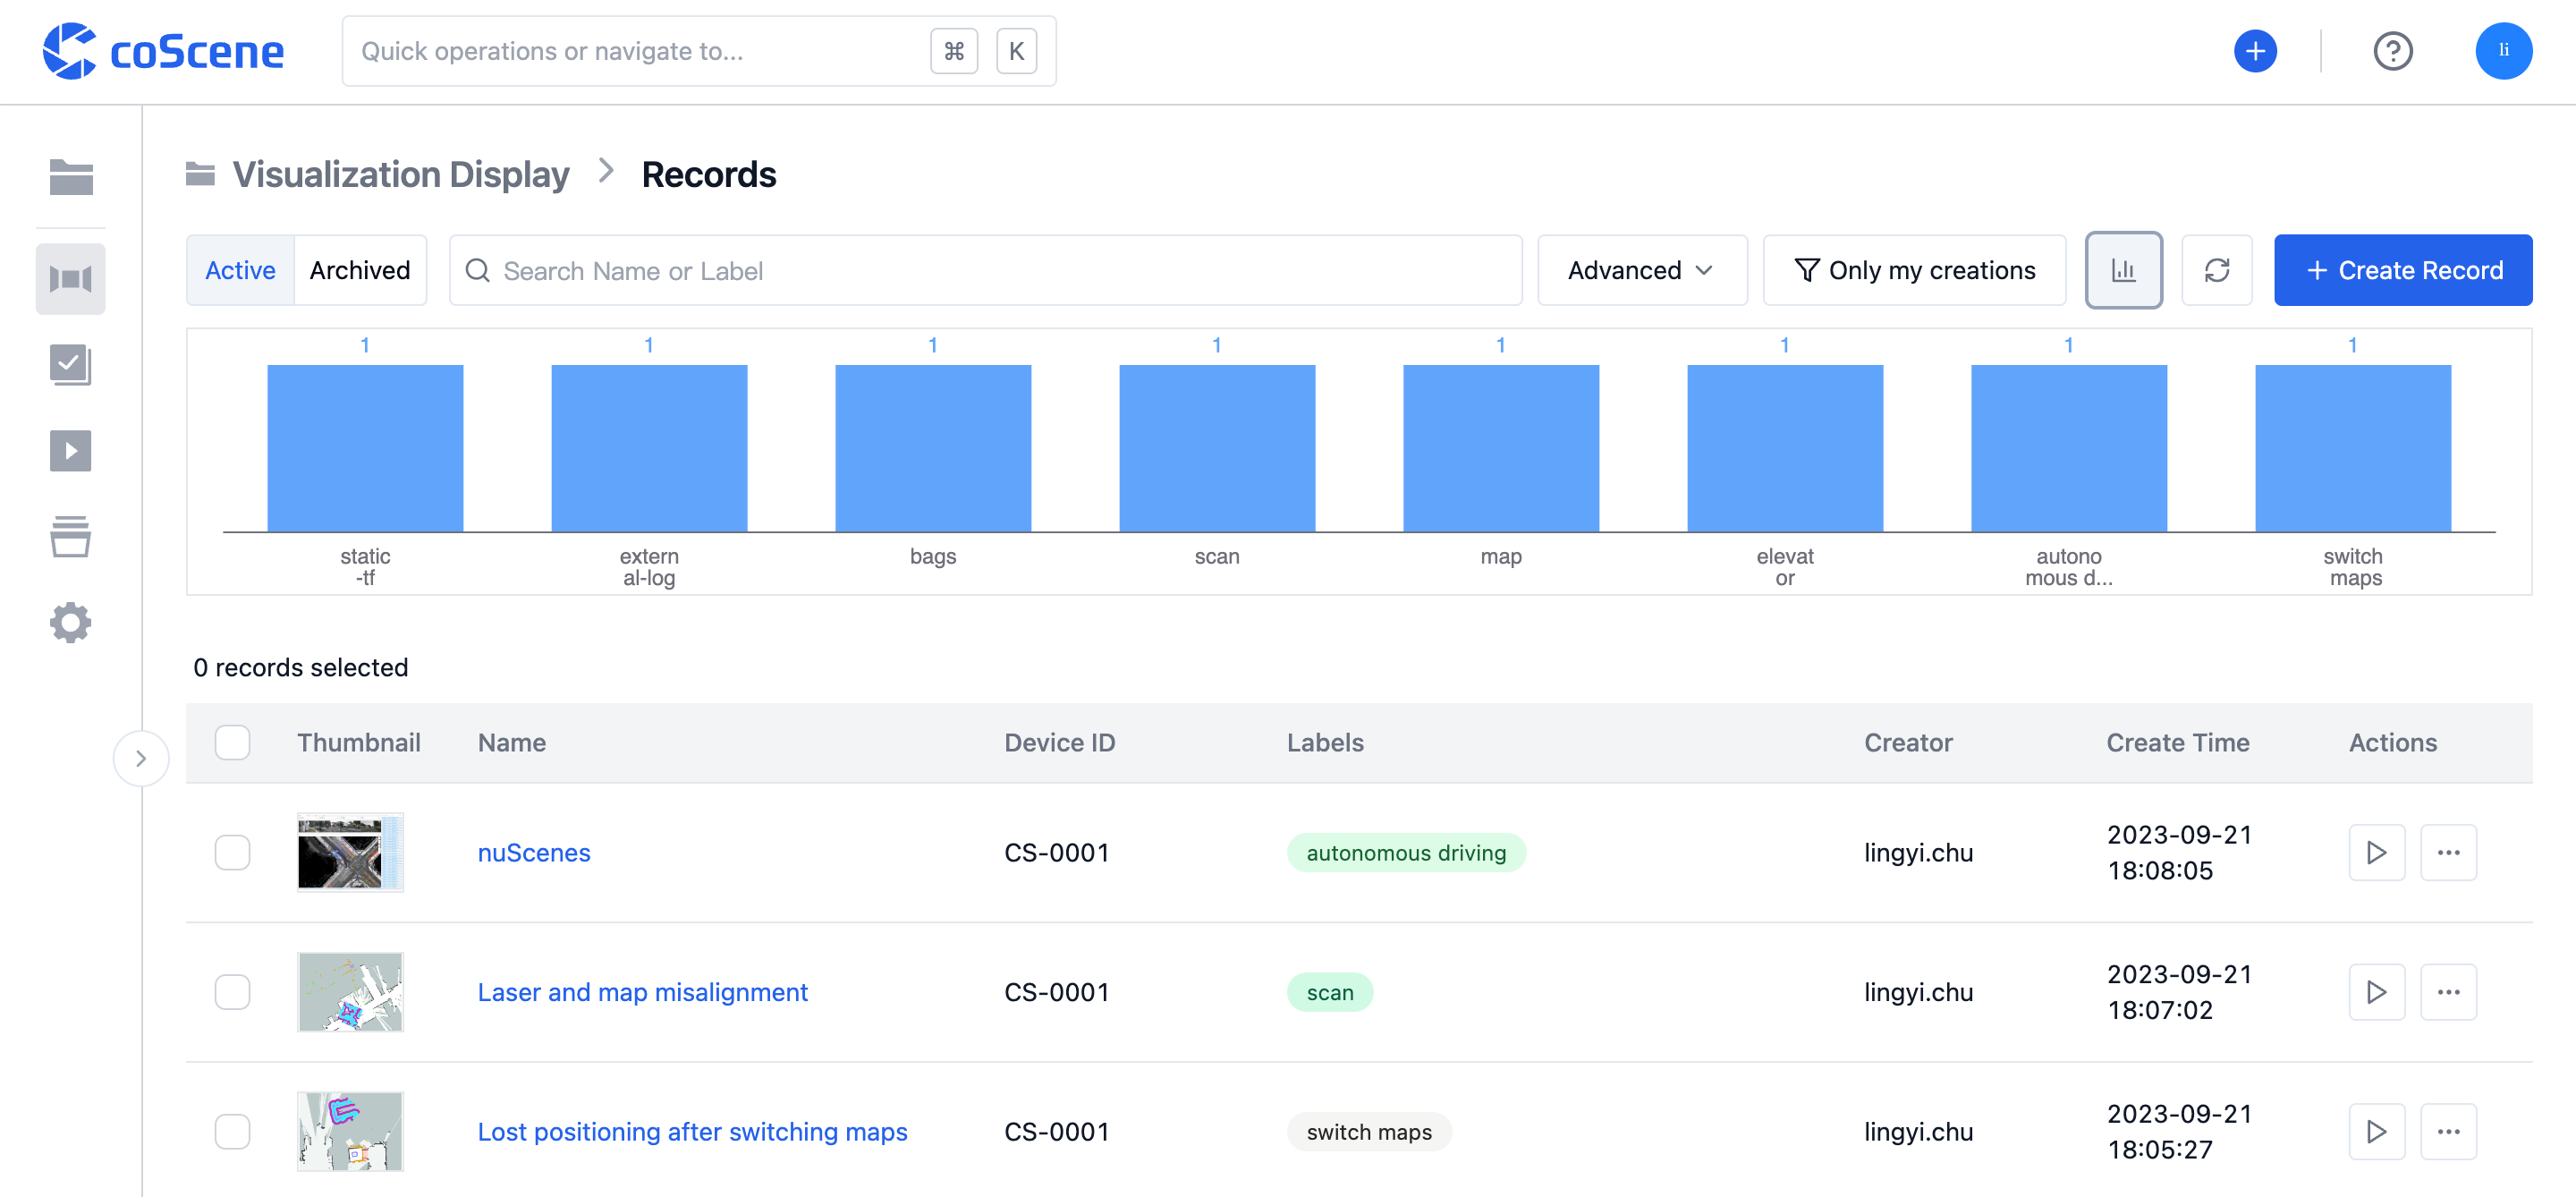 coScene
Quick operations or navigate to...
⌘ K
li
Visualization Display > Records
Active Archived Search Name or Label Advanced Only my creations + Create Record
1 1 1 1 1 1 1 1
static
-tf
extern
al-log
bags
scan
map
elevat
or
autono
mous d...
switch
maps
0 records selected
Thumbnail Name Device ID Labels Creator Create Time Actions
nuScenes CS-0001 autonomous driving lingyi.chu 2023-09-21
18:08:05
Laser and map misalignment CS-0001 scan lingyi.chu 2023-09-21
18:07:02
Lost positioning after switching maps CS-0001 switch maps lingyi.chu 2023-09-21
18:05:27